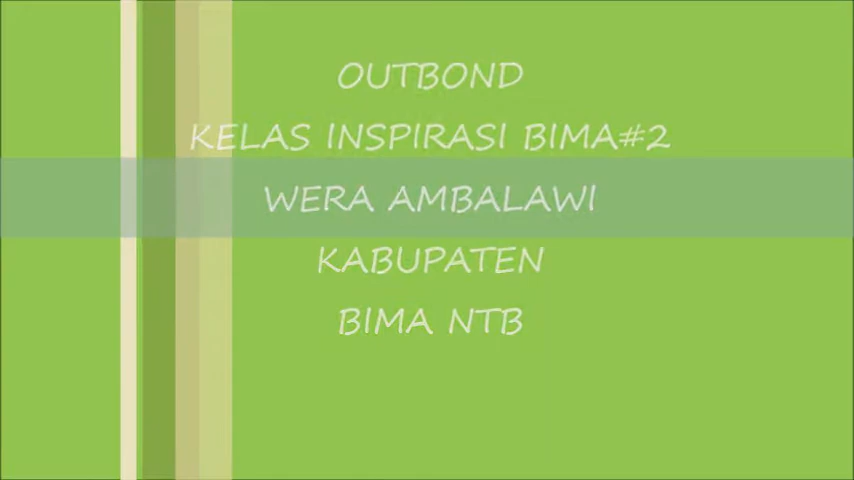 OUTBOND
KELAS INSPIRASI BIMA#2
WERA AMBALAWI
KABUPATEN
BIMA NTB